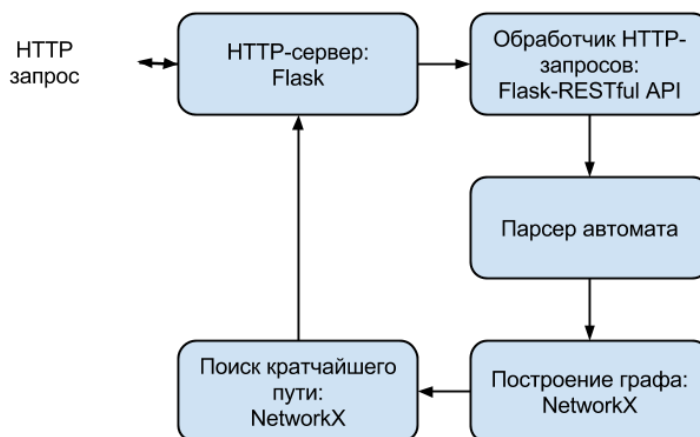 HTTP
запрос
HTTP-сервер:
Flask
Обработчик HTTP-
запросов:
Flask-RESTful API
Парсер автомата
Поиск кратчайшего
пути:
NetworkX
Построение графа:
NetworkX